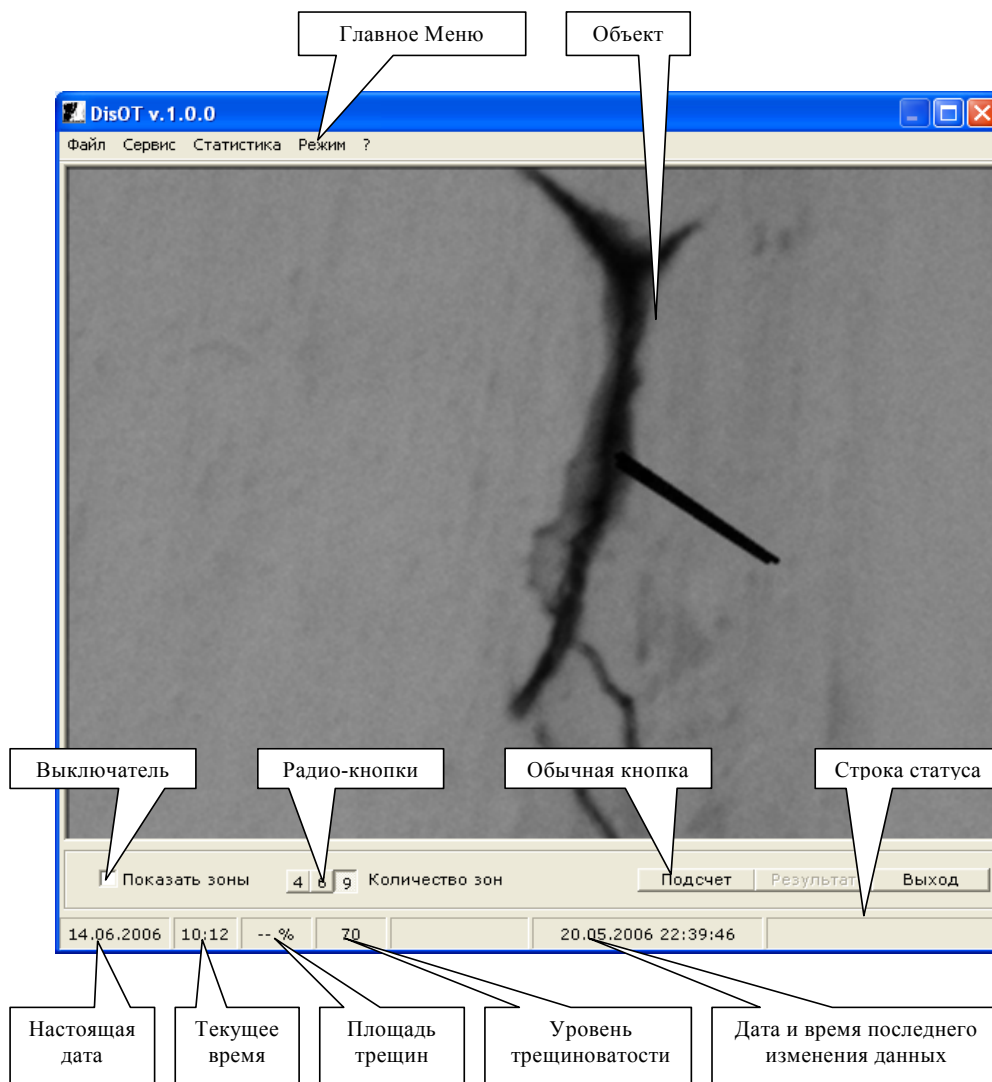 Главное Меню
Объект
DisOT v.1.0.0
Файл Сервис Статистика Режим ?
Выключатель
Радио-кнопки
Обычная кнопка
Строка статуса
Показать зоны
4 6 9 Количество зон
Подсчет Результат Выход
14.06.2006 10:12 --.% 70 20.05.2006 22:39:46
Настоящая
дата
Текущее
время
Площадь
трещин
Уровень
трещиноватости
Дата и время последнего
изменения данных